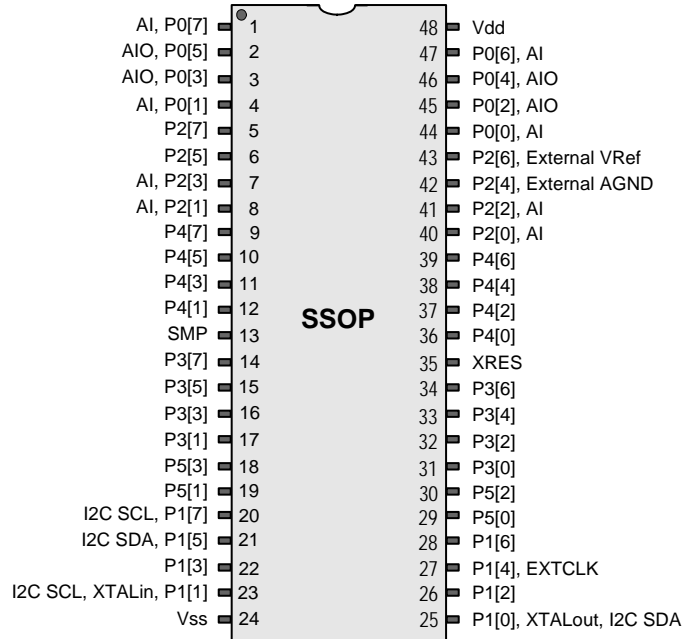 AI, P0[7] 1 48 Vdd
AIO, P0[5] 2 47 P0[6], AI
AIO, P0[3] 3 46 P0[4], AIO
AI, P0[1] 4 45 P0[2], AIO
P2[7] 5 44 P0[0], AI
P2[5] 6 43 P2[6], External VRef
AI, P2[3] 7 42 P2[4], External AGND
AI, P2[1] 8 41 P2[2], AI
P4[7] 9 40 P2[0], AI
P4[5] 10 39 P4[6]
P4[3] 11 38 P4[4]
P4[1] 12 37 P4[2]
SSOP
SMP 13 36 P4[0]
P3[7] 14 35 XRES
P3[5] 15 34 P3[6]
P3[3] 16 33 P3[4]
P3[1] 17 32 P3[2]
P5[3] 18 31 P3[0]
P5[1] 19 30 P5[2]
I2C SCL, P1[7] 20 29 P5[0]
I2C SDA, P1[5] 21 28 P1[6]
P1[3] 22 27 P1[4], EXTCLK
I2C SCL, XTALin, P1[1] 23 26 P1[2]
Vss 24 25 P1[0], XTALout, I2C SDA